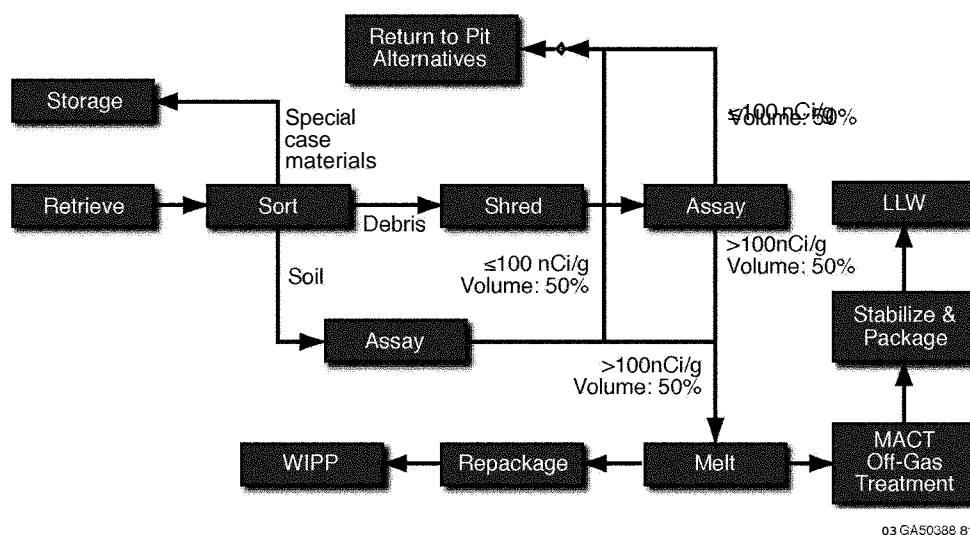 Return to Pit
Alternatives
Storage
Special
case
materials
≤100 nCi/g
Volume: 50%
Retrieve
Sort
Debris
Shred
Assay
LLW
Soil
≤100 nCi/g
Volume: 50%
>100nCi/g
Volume: 50%
Stabilize &
Package
Assay
>100nCi/g
Volume: 50%
WIPP
Repackage
Melt
MACT
Off-Gas
Treatment
03 GA50388 81